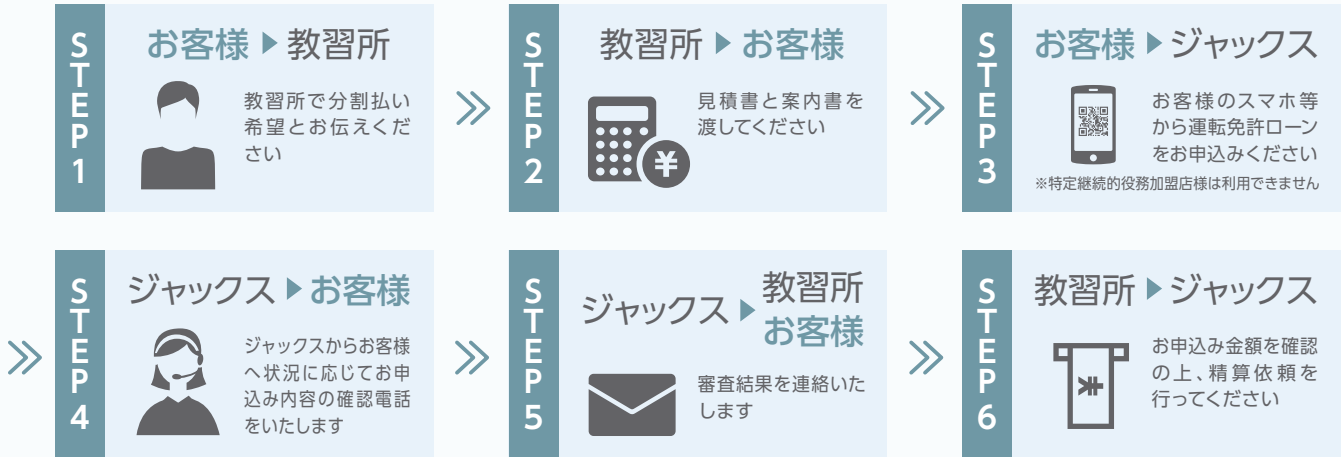 STEP1
お客様▶教習所
教習所で分割払い
希望とお伝えくだ
さい
STEP2
教習所▶お客様
見積書と案内書を
渡してください
¥
STEP3
お客様▶ジャックス
お客様のスマホ等
から運転免許ローン
をお申込みください
※特定継続的役務加盟店様は利用できません
STEP4
ジャックス▶お客様
ジャックスからお客様
へ状況に応じてお申
込み内容の確認電話
をいたします
STEP5
ジャックス▶教習所
お客様
審査結果を連絡いた
します
STEP6
教習所▶ジャックス
お申込み金額を確認
の上、精算依頼を
行ってください
¥